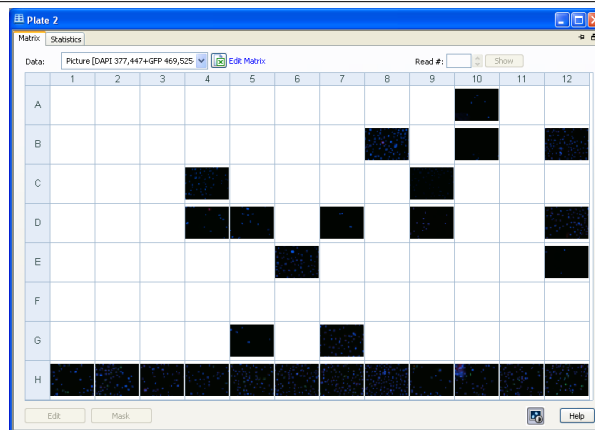 Plate 2
Matrix Statistics
Data: Picture [DAPI 377,447+GFP 469,525 Edit Matrix Read #: Show
1 2 3 4 5 6 7 8 9 10 11 12
A
B
C
D
E
F
G
H
Edit Mask Help